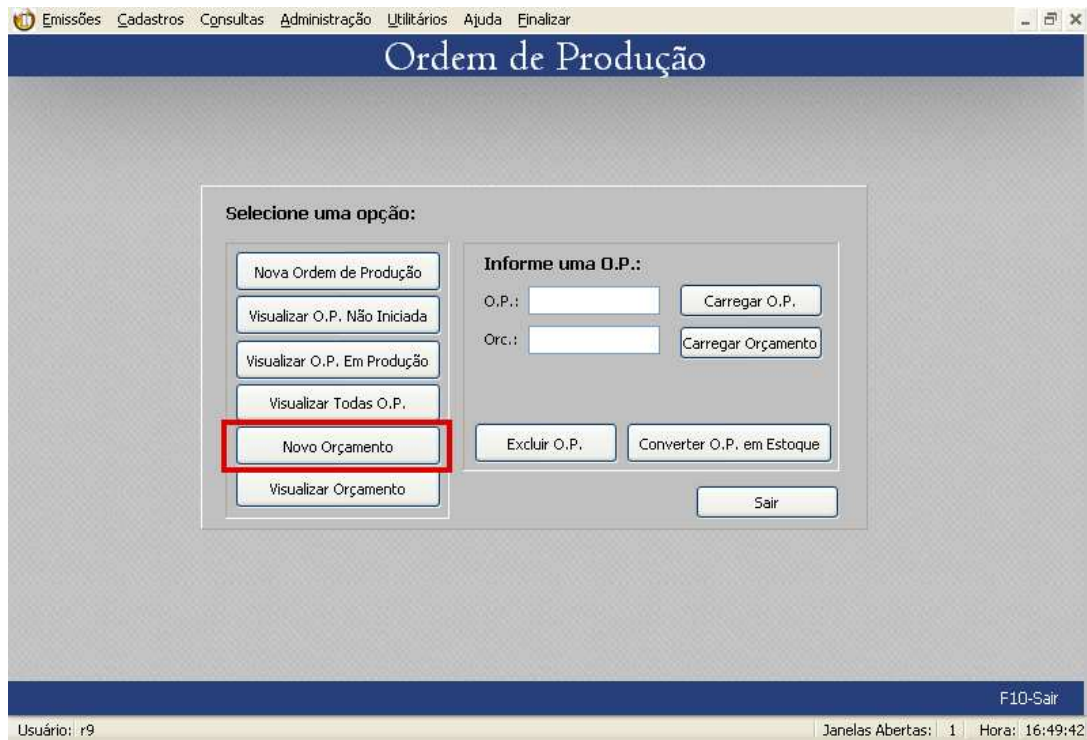 Emissões Cadastros Consultas Administração Utilitários Ajuda Finalizar
Ordem de Produção
Selecione uma opção:
Nova Ordem de Produção
Visualizar O.P. Não Iniciada
Visualizar O.P. Em Produção
Visualizar Todas O.P.
Novo Orçamento
Visualizar Orçamento
Informe uma O.P.:
O.P.: Carregar O.P.
Orc.: Carregar Orçamento
Excluir O.P. Converter O.P. em Estoque
Sair
F10-Sair
Usuário: r9 Janelas Abertas: 1 Hora: 16:49:42